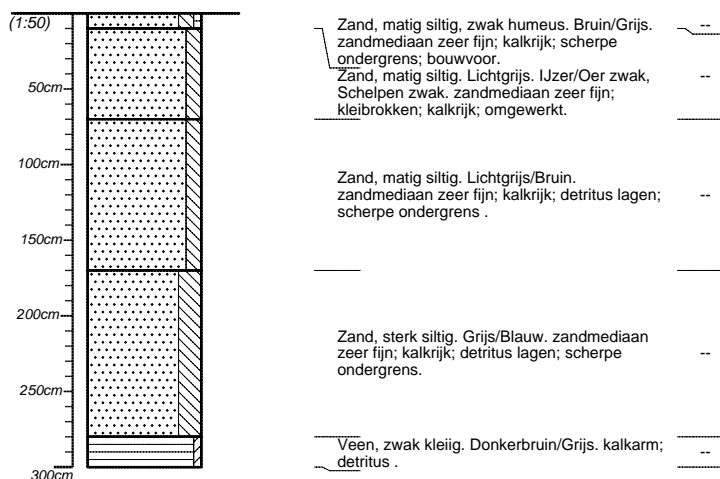 (1:50)
50cm
100cm
150cm
200cm
250cm
300cm
Zand, matig siltig, zwak humeus. Bruin/Grijs.
zandmediaan zeer fijn; kalkrijk; scherpe
ondergrens; bouwvoor.
--
Zand, matig siltig. Lichtgrijs. IJzer/Oer zwak,
Schelpen zwak. zandmediaan zeer fijn;
kleibrokken; kalkrijk; omgewerkt.
--
Zand, matig siltig. Lichtgrijs/Bruin.
zandmediaan zeer fijn; kalkrijk; detritus lagen;
scherpe ondergrens .
--
Zand, sterk siltig. Grijs/Blauw. zandmediaan
zeer fijn; kalkrijk; detritus lagen; scherpe
ondergrens.
--
Veen, zwak kleiig. Donkerbruin/Grijs. kalkarm;
detritus .
--